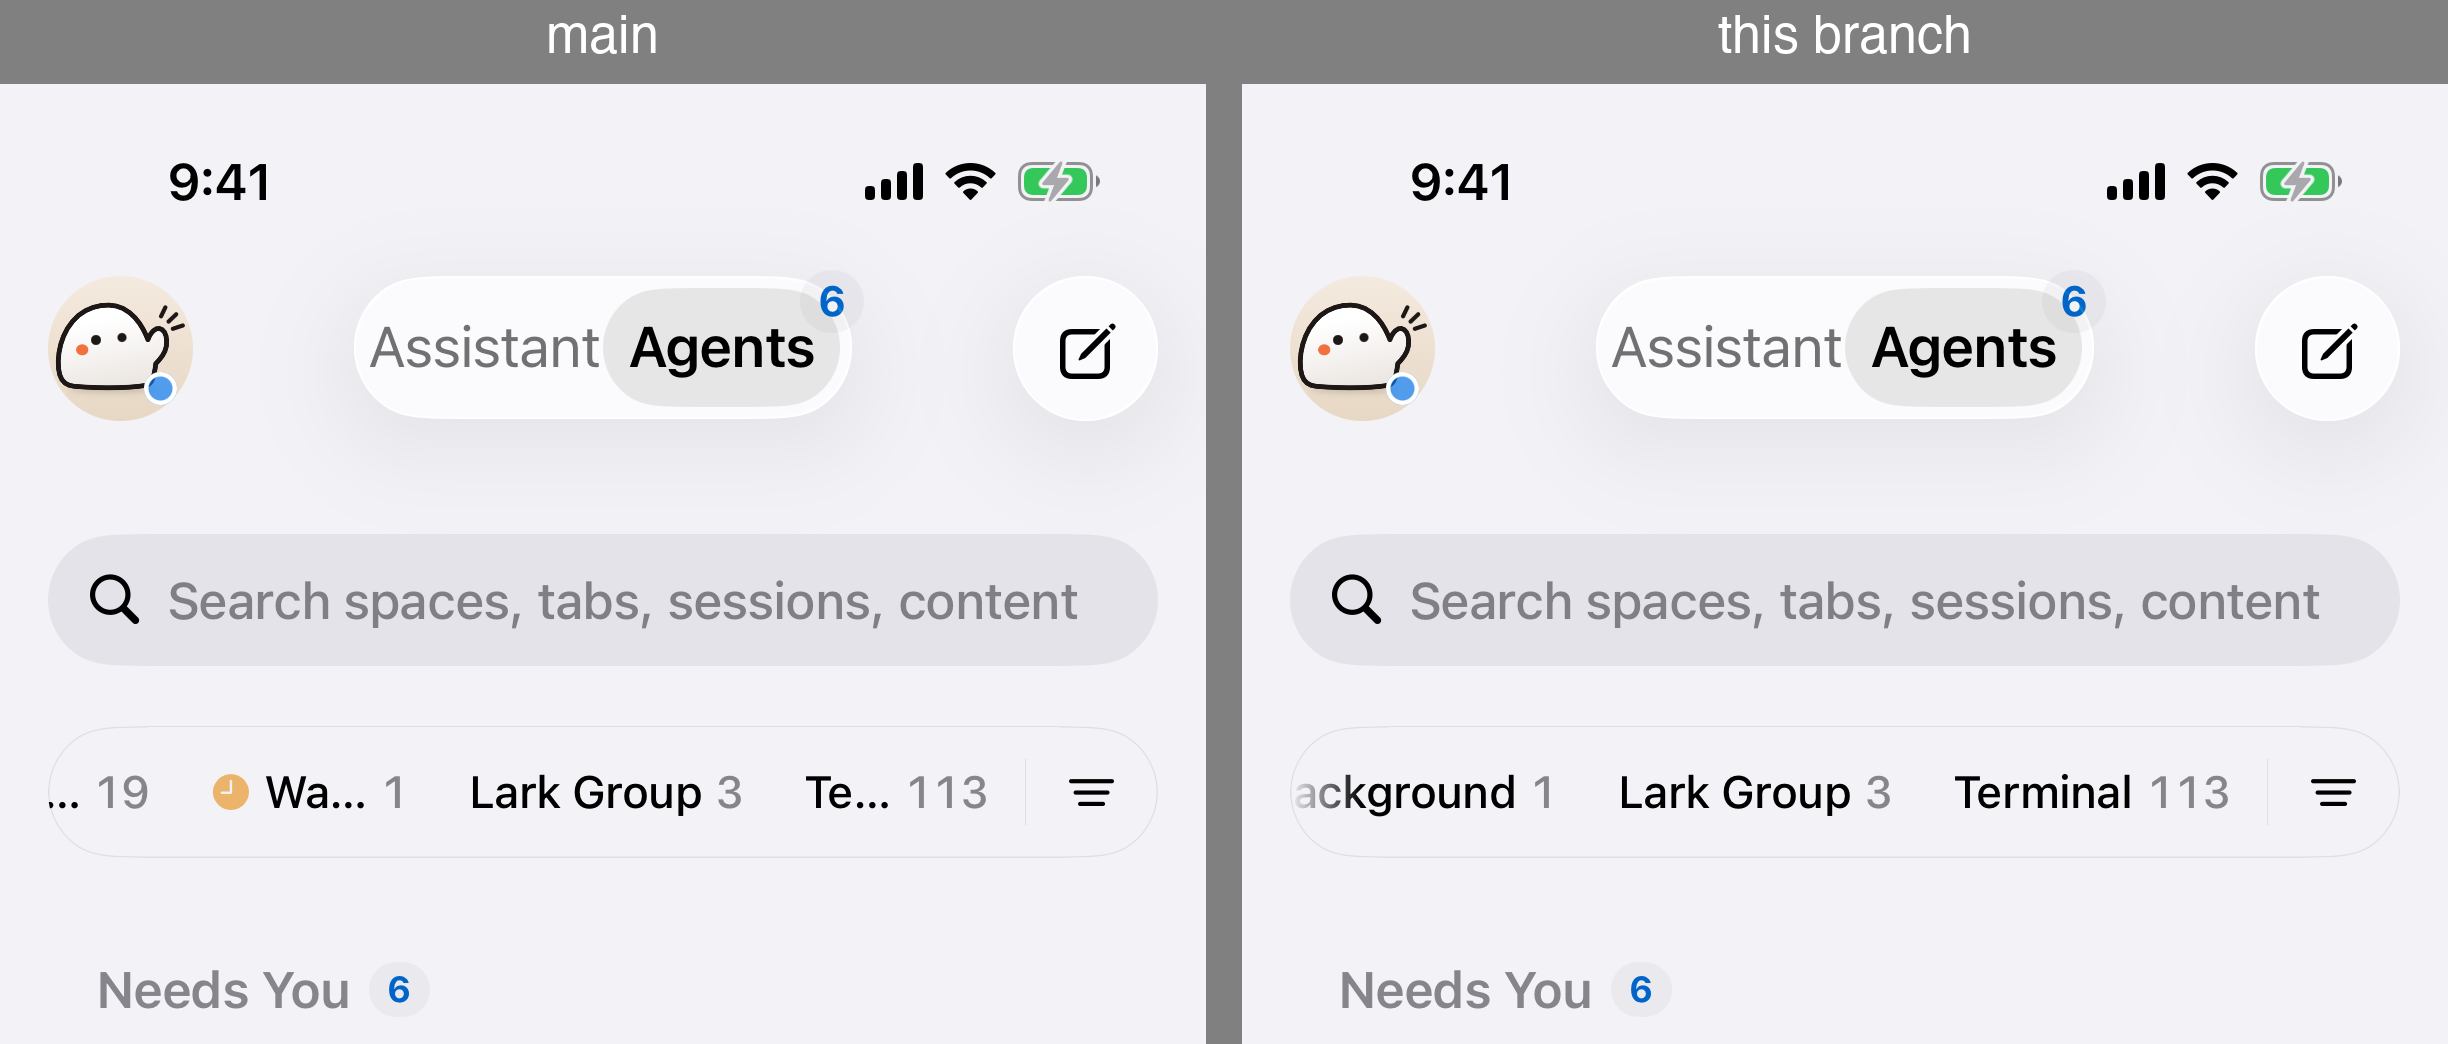 main
9:41
Assistant Agents 6
Search spaces, tabs, sessions, content
... 19 Wa... 1 Lark Group 3 Te... 113
Needs You 6
this branch
9:41
Assistant Agents 6
Search spaces, tabs, sessions, content
ackground 1 Lark Group 3 Terminal 113
Needs You 6